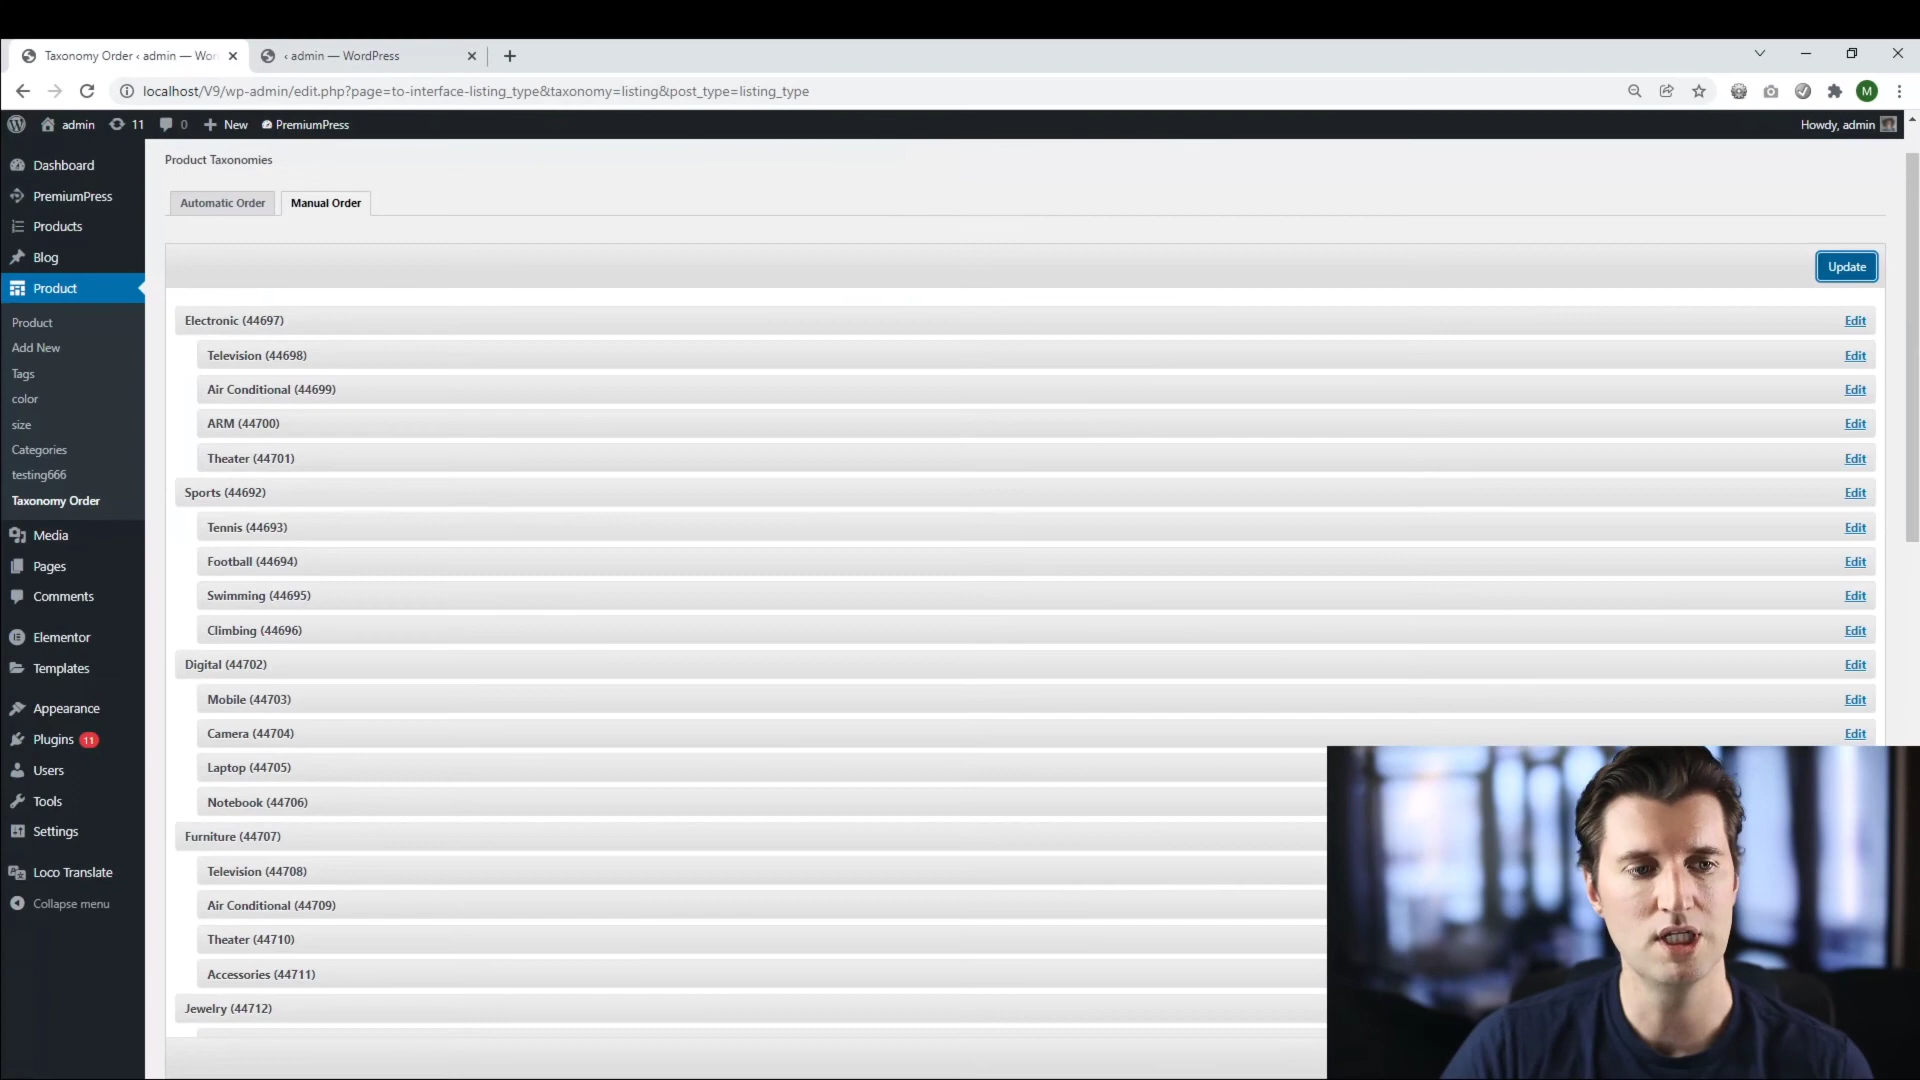 Taxonomy Order ‹ admin — Wor
‹ admin — WordPress
localhost/V9/wp-admin/edit.php?page=to-interface-listing_type&taxonomy=listing&post_type=listing_type
M
admin
11
0
New
PremiumPress
Howdy, admin
Dashboard
PremiumPress
Products
Blog
Product
Product
Add New
Tags
color
size
Categories
testing666
Taxonomy Order
Media
Pages
Comments
Elementor
Templates
Appearance
Plugins 11
Users
Tools
Settings
Loco Translate
Collapse menu
Product Taxonomies
Automatic Order
Manual Order
Update
Electronic (44697) Edit
Television (44698) Edit
Air Conditional (44699) Edit
ARM (44700) Edit
Theater (44701) Edit
Sports (44692) Edit
Tennis (44693) Edit
Football (44694) Edit
Swimming (44695) Edit
Climbing (44696) Edit
Digital (44702) Edit
Mobile (44703) Edit
Camera (44704) Edit
Laptop (44705)
Notebook (44706)
Furniture (44707)
Television (44708)
Air Conditional (44709)
Theater (44710)
Accessories (44711)
Jewelry (44712)